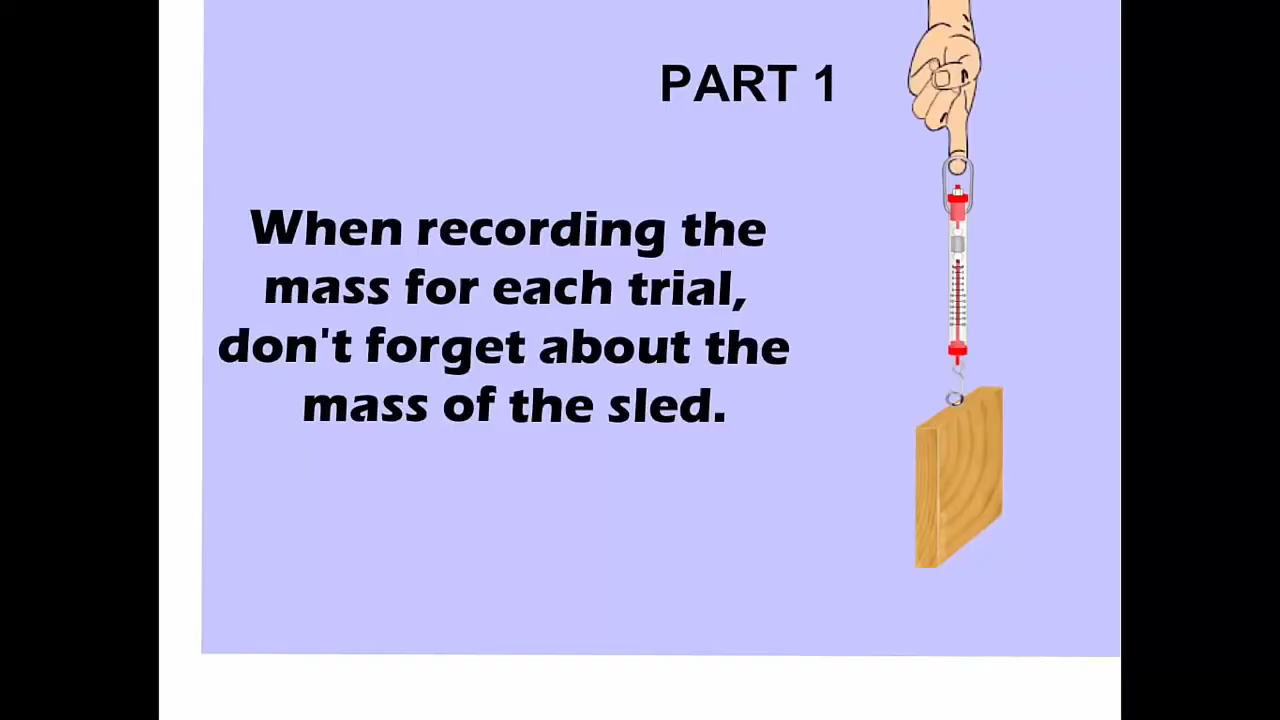 PART 1
When recording the
mass for each trial,
don't forget about the
mass of the sled.